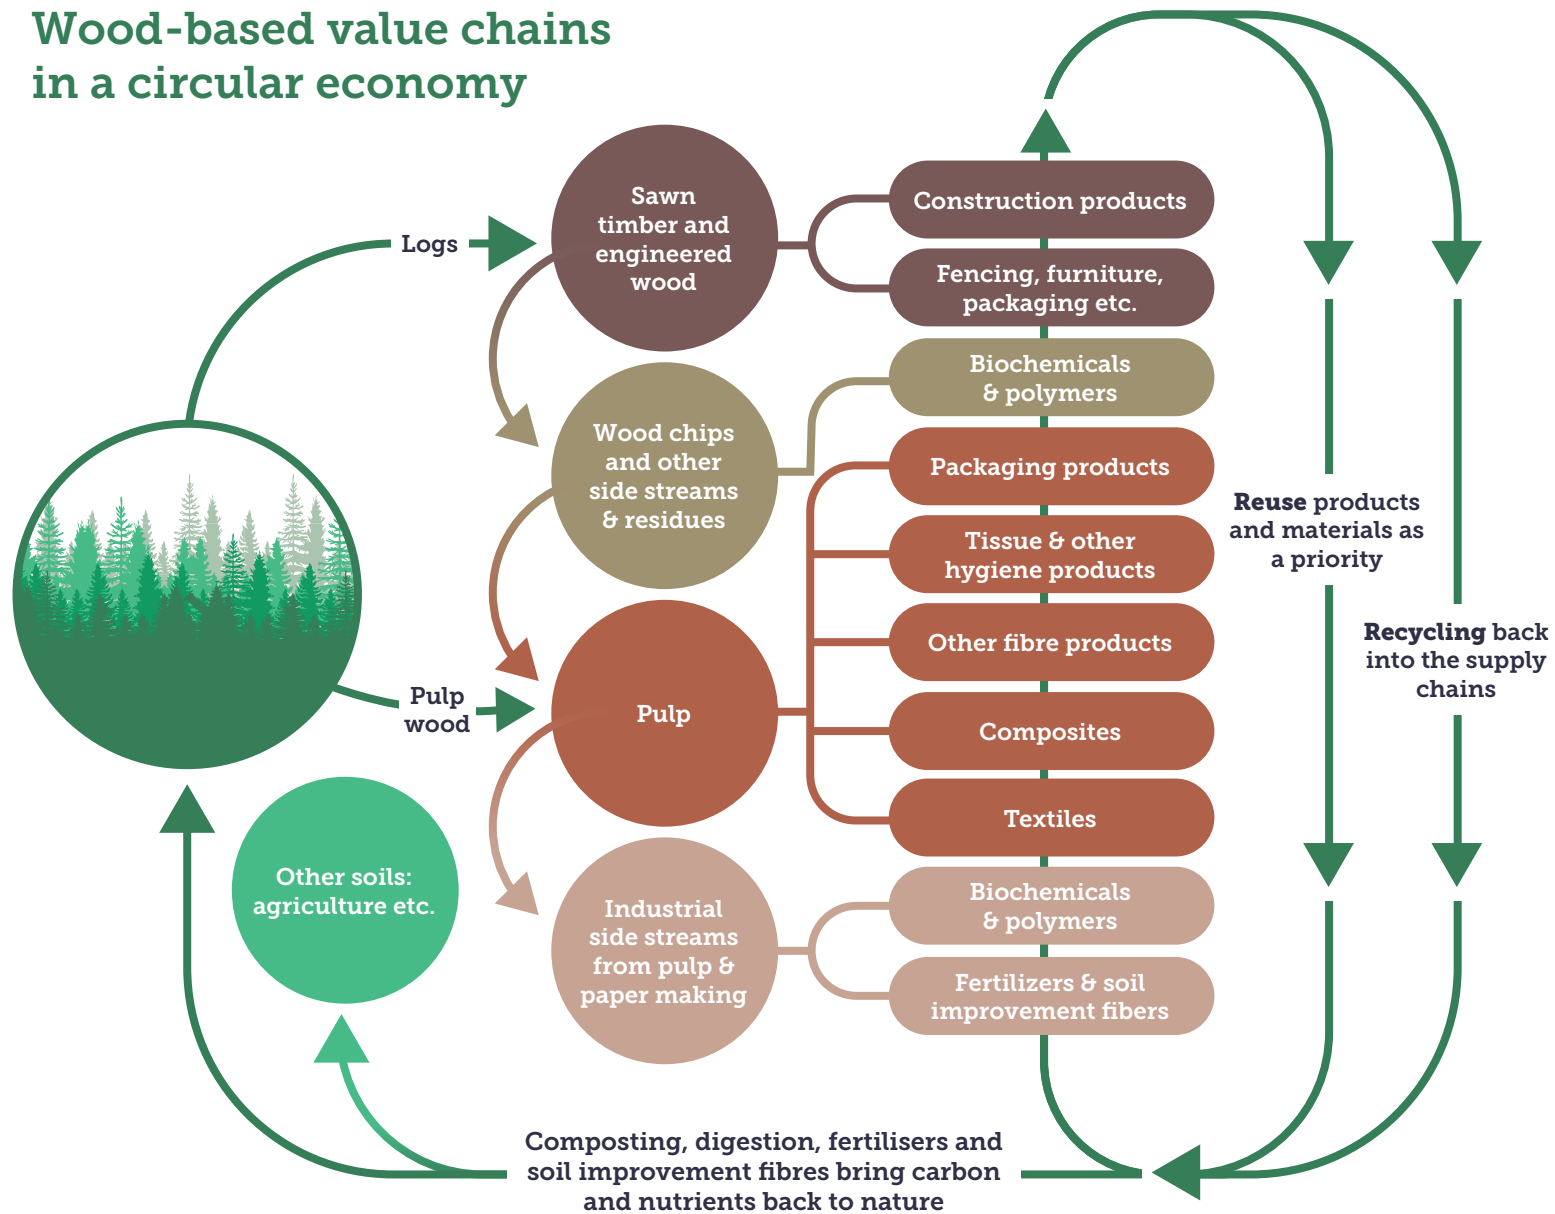 Wood-based value chains
in a circular economy
Logs
Sawn
timber and
engineered
wood
Construction products
Fencing, furniture,
packaging etc.
Wood chips
and other
side streams
& residues
Biochemicals
& polymers
Packaging products
Tissue & other
hygiene products
Other fibre products
Composites
Textiles
Pulp
wood
Pulp
Reuse products
and materials as
a priority
Recycling back
into the supply
chains
Other soils:
agriculture etc.
Industrial
side streams
from pulp &
paper making
Biochemicals
& polymers
Fertilizers & soil
improvement fibers
Composting, digestion, fertilisers and
soil improvement fibres bring carbon
and nutrients back to nature